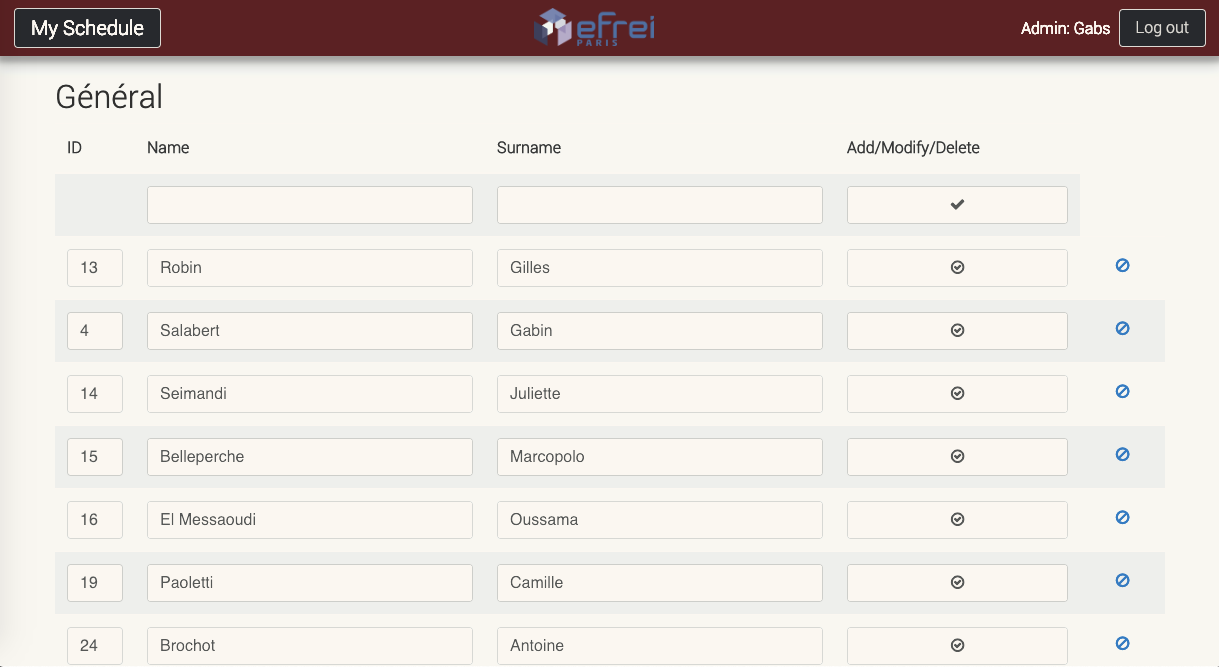 My Schedule efrei PARIS Admin: Gabs Log out
Général
ID Name Surname Add/Modify/Delete
13 Robin Gilles
4 Salabert Gabin
14 Seimandi Juliette
15 Belleperche Marcopolo
16 El Messaoudi Oussama
19 Paoletti Camille
24 Brochot Antoine